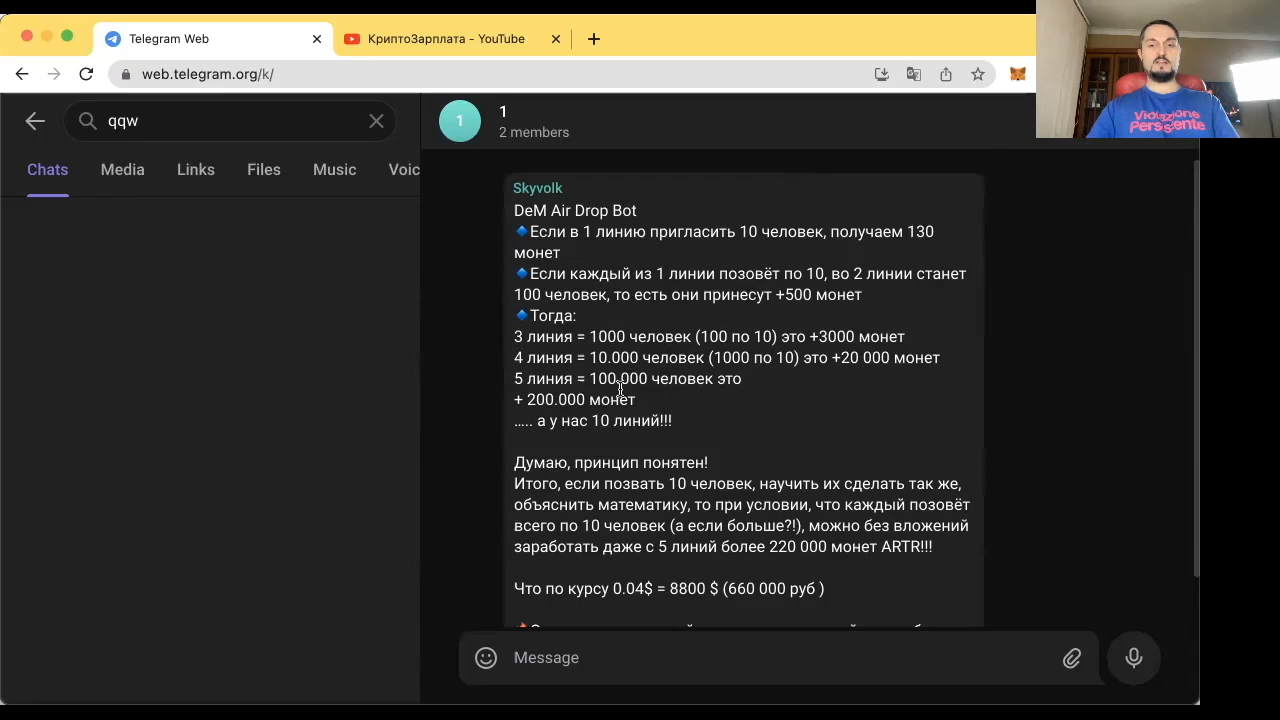 Telegram Web
КриптоЗарплата - YouTube
web.telegram.org/k/
qqw
1
1
2 members
Chats
Media
Links
Files
Music
Voic
Violazione
Persistente
Skyvolk
DeM Air Drop Bot
🔹Если в 1 линию пригласить 10 человек, получаем 130
монет
🔹Если каждый из 1 линии позовёт по 10, во 2 линии станет
100 человек, то есть они принесут +500 монет
🔹Тогда:
3 линия = 1000 человек (100 по 10) это +3000 монет
4 линия = 10.000 человек (1000 по 10) это +20 000 монет
5 линия = 100.000 человек это
+ 200.000 монет
….. а у нас 10 линий!!!
Думаю, принцип понятен!
Итого, если позвать 10 человек, научить их сделать так же,
объяснить математику, то при условии, что каждый позовёт
всего по 10 человек (а если больше?!), можно без вложений
заработать даже с 5 линий более 220 000 монет ARTR!!!
Что по курсу 0.04$ = 8800 $ (660 000 руб )
Message